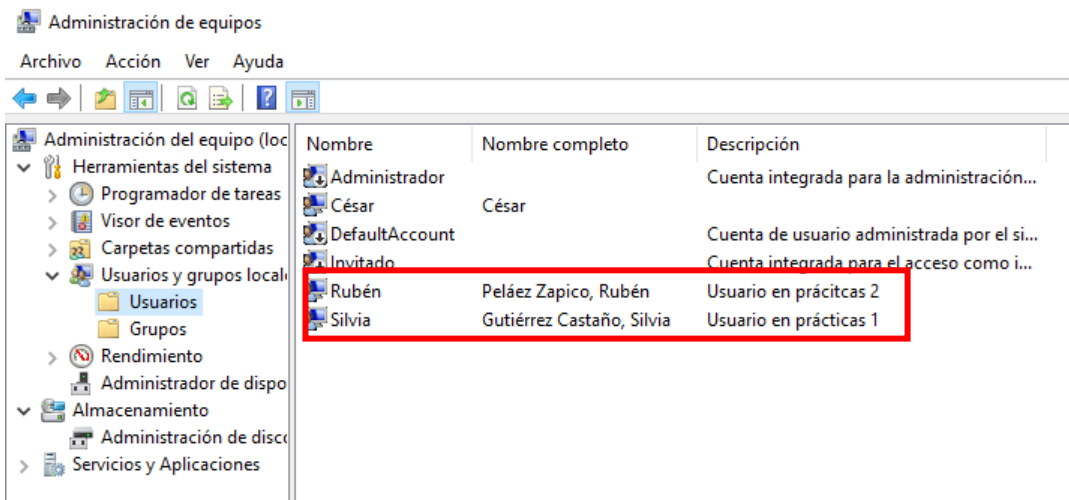 Administración de equipos
Archivo Acción Ver Ayuda
Administración del equipo (loc
Herramientas del sistema
Programador de tareas
Visor de eventos
Carpetas compartidas
Usuarios y grupos locale
Usuarios
Grupos
Rendimiento
Administrador de dispo
Almacenamiento
Administración de disco
Servicios y Aplicaciones
Nombre Nombre completo Descripción
Administrador Cuenta integrada para la administración...
César César
DefaultAccount Cuenta de usuario administrada por el si...
Invitado Cuenta integrada para el acceso como i...
Rubén Peláez Zapico, Rubén Usuario en prácitcas 2
Silvia Gutiérrez Castaño, Silvia Usuario en prácticas 1